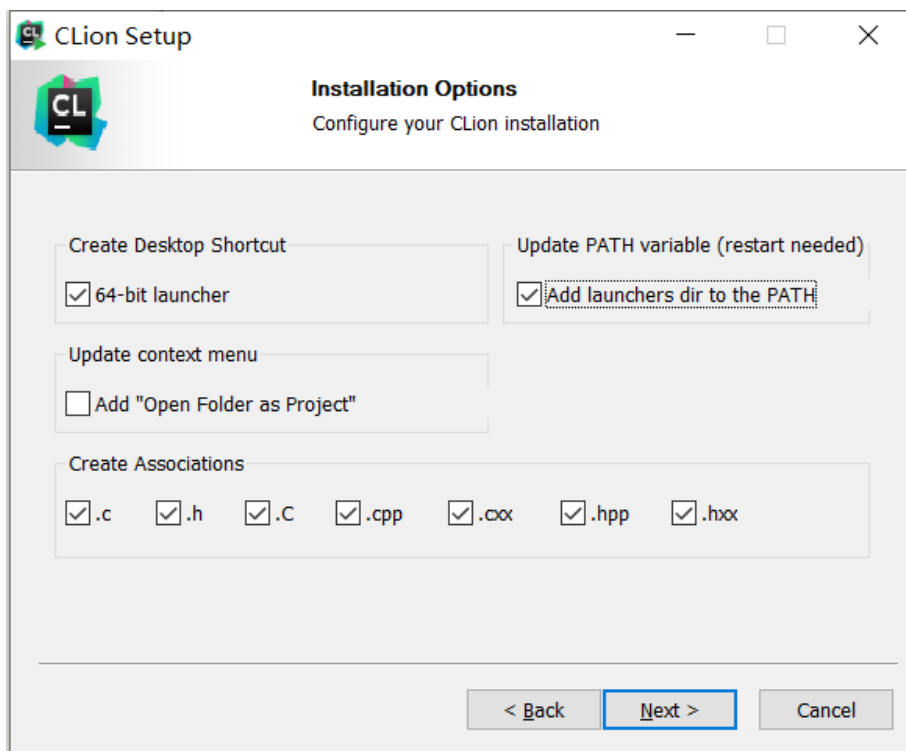 CLion Setup
CL
Installation Options
Configure your CLion installation
Create Desktop Shortcut
Update PATH variable (restart needed)
64-bit launcher
Add launchers dir to the PATH
Update context menu
Add "Open Folder as Project"
Create Associations
.c .h .C .cpp .cxx .hpp .hxx
< Back Next > Cancel